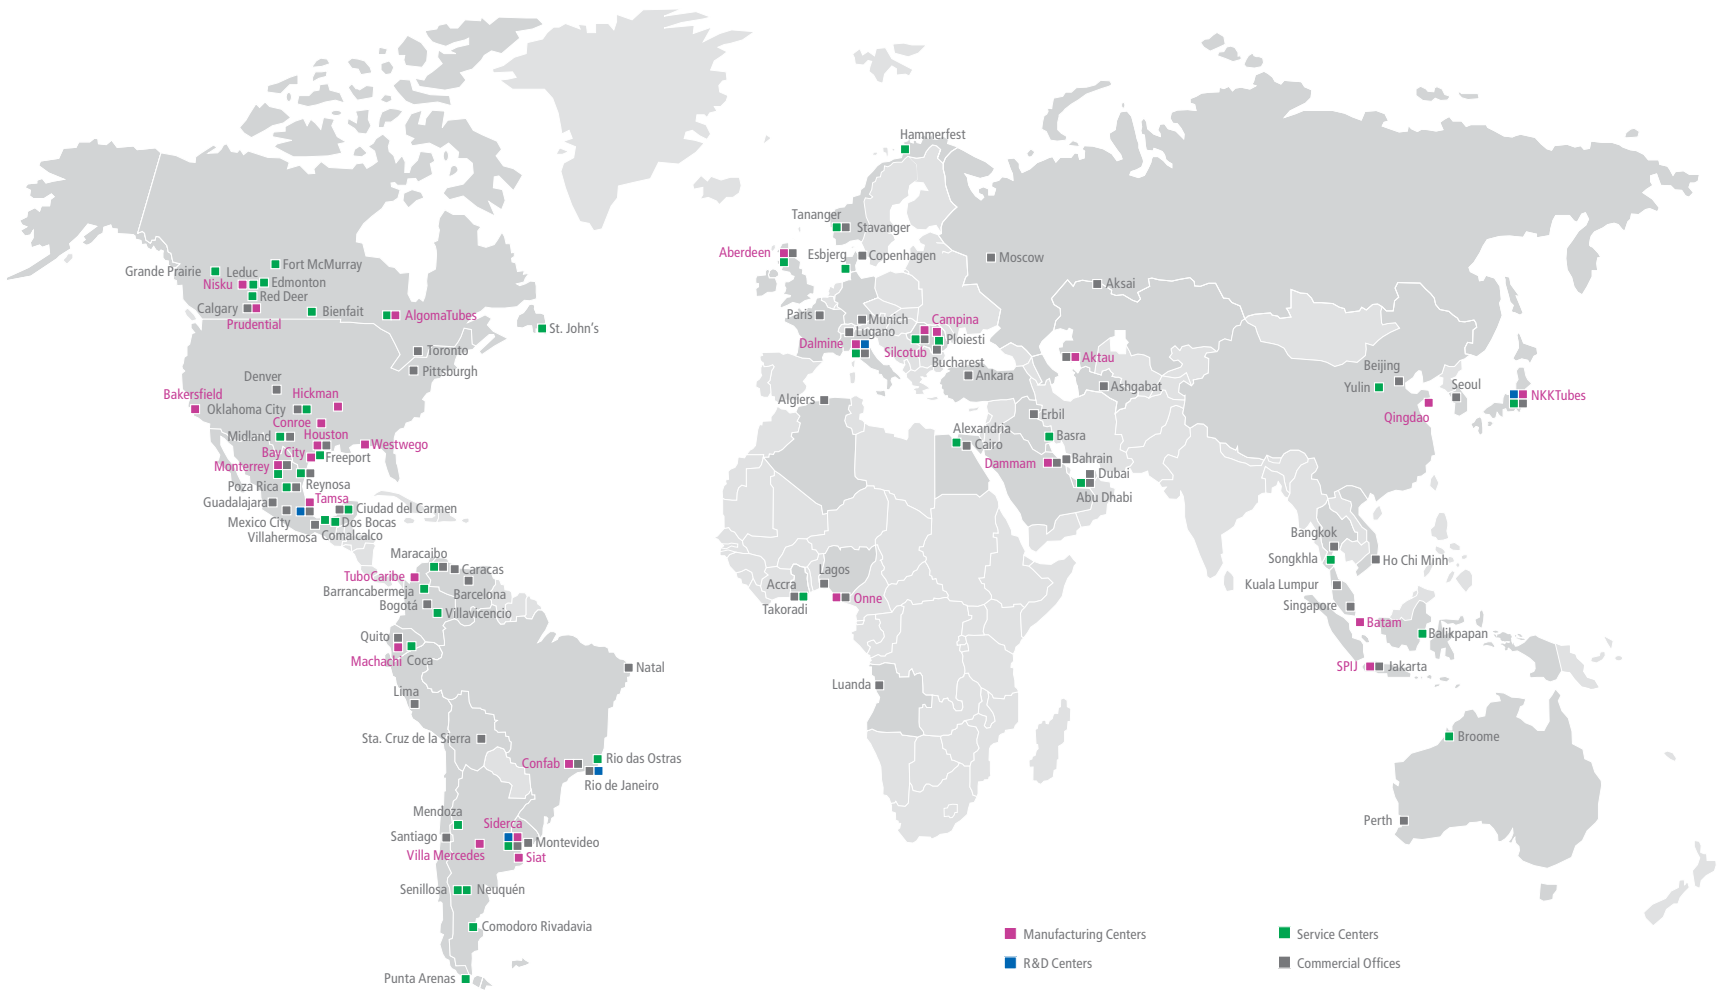 Hammerfest
Tananger
Stavanger
Aberdeen
Esbjerg
Copenhagen
Moscow
Fort McMurray
Grande Prairie
Leduc
Nisku
Edmonton
Red Deer
Calgary
Bienfait
AlgomaTubes
Prudential
St. John's
Aksai
Paris
Munich
Campina
Lugano
Dalmine
Silcotub
Ploiesti
Bucharest
Aktau
Toronto
Pittsburgh
Denver
Bakersfield
Hickman
Oklahoma City
Conroe
Houston
Midland
Westwego
Bay City
Freeport
Monterrey
Poza Rica
Reynosa
Guadalajara
Tamsa
Ciudad del Carmen
Mexico City
Dos Bocas
Villahermosa
Comalcalco
Ankara
Ashgabat
Algiers
Erbil
Alexandria
Cairo
Basra
Dammam
Bahrain
Dubai
Abu Dhabi
Beijing
Yulin
Seoul
NKKTubes
Qingdao
Maracaibo
Caracas
TuboCaribe
Barrancabermeja
Barcelona
Bogotá
Villavicencio
Quito
Machachi
Coca
Natal
Lima
Sta. Cruz de la Sierra
Lagos
Accra
Takoradi
Onne
Luanda
Bangkok
Songkhla
Ho Chi Minh
Kuala Lumpur
Singapore
Batam
Balikpapan
SPIJ
Jakarta
Broome
Perth
Confab
Rio das Ostras
Rio de Janeiro
Mendoza
Siderca
Santiago
Montevideo
Villa Mercedes
Siat
Senillosa
Neuquén
Comodoro Rivadavia
Punta Arenas
Manufacturing Centers
Service Centers
R&D Centers
Commercial Offices